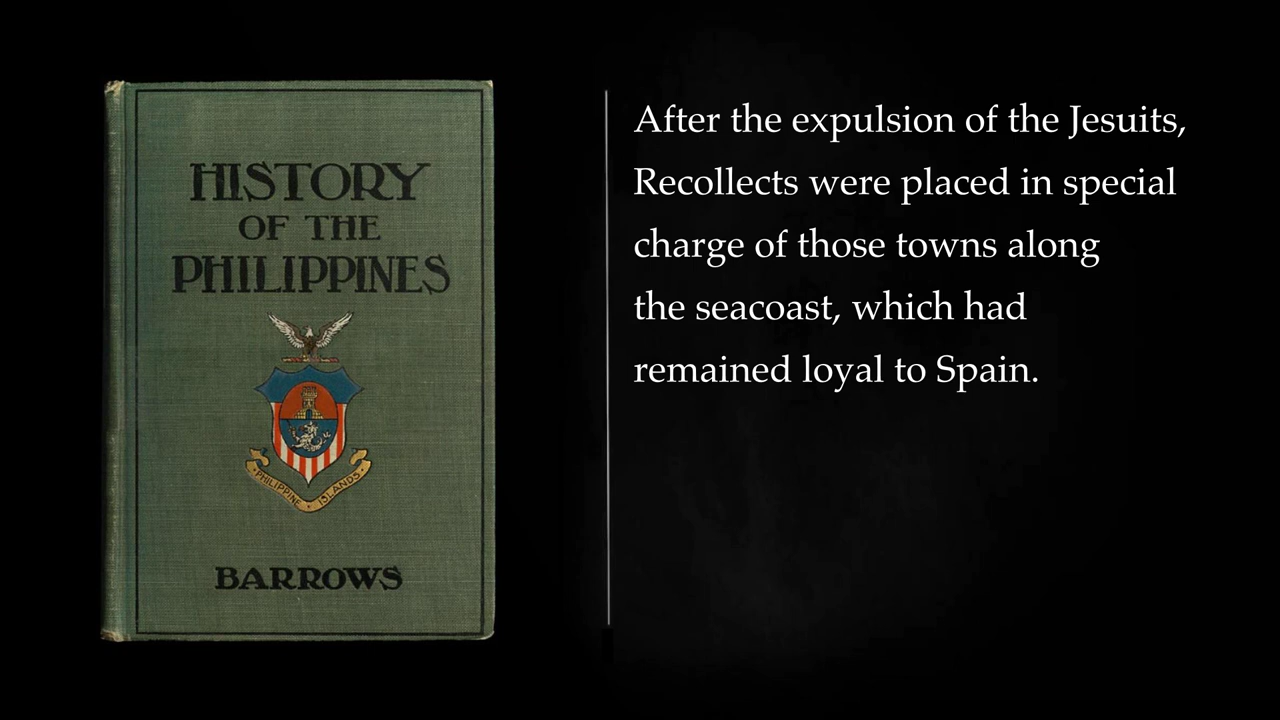 HISTORY
OF THE
PHILIPPINES
PHILIPPINE ISLANDS
BARROWS
After the expulsion of the Jesuits,
Recollects were placed in special
charge of those towns along
the seacoast, which had
remained loyal to Spain.